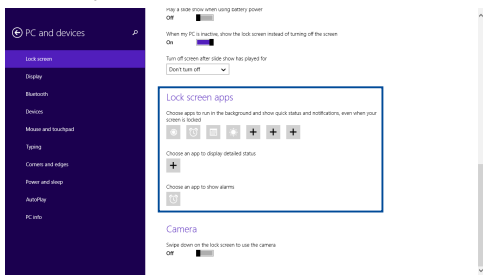 Play a slide show when using battery power
Off
PC and devices
When my PC is inactive, show the lock screen instead of turning off the screen
On
Lock screen
Turn off screen after slide show has played for
Don't turn off
Display
Bluetooth
Devices
Mouse and touchpad
Typing
Corners and edges
Power and sleep
AutoPlay
PC info
Lock screen apps
Choose apps to run in the background and show quick status and notifications, even when your
screen is locked
Choose an app to display detailed status
Choose an app to show alarms
Camera
Swipe down on the lock screen to use the camera
Off